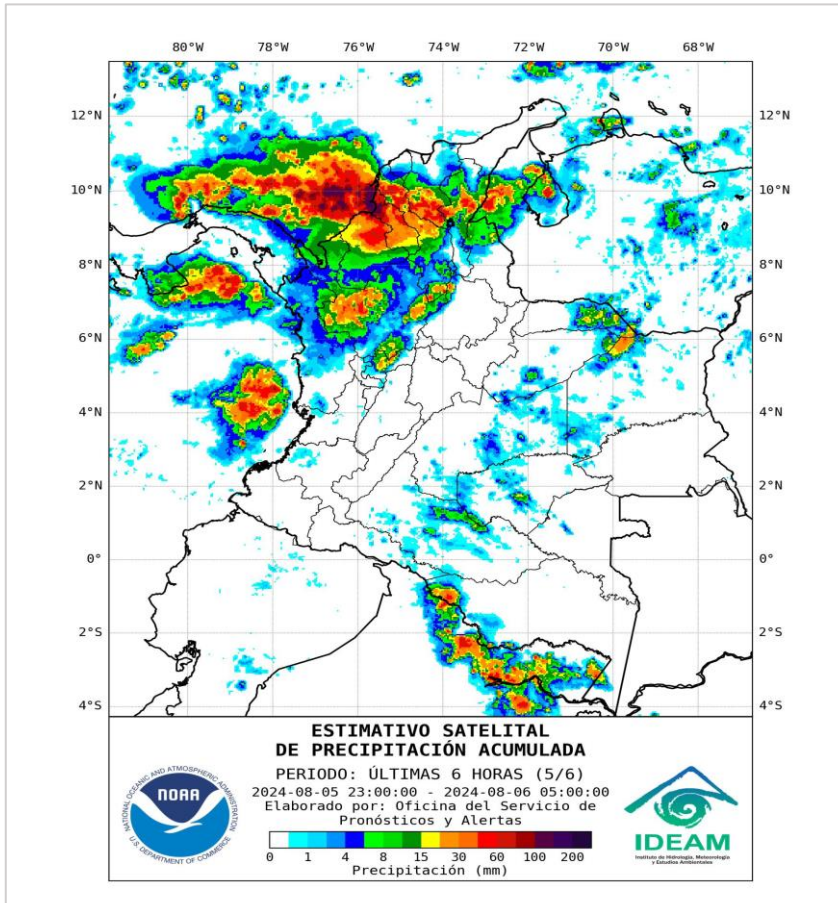 80°W 78°W 76°W 74°W 72°W 70°W 68°W
12°N 12°N
10°N 10°N
8°N 8°N
6°N 6°N
4°N 4°N
2°N 2°N
0° 0°
2°S 2°S
4°S 4°S
ESTIMATIVO SATELITAL
DE PRECIPITACIÓN ACUMULADA
PERIODO: ÚLTIMAS 6 HORAS (5/6)
2024-08-05 23:00:00 - 2024-08-06 05:00:00
Elaborado por: Oficina del Servicio de
Pronósticos y Alertas
0 1 4 8 15 30 60 100 200
Precipitación (mm)
NATIONAL OCEANIC AND ATMOSPHERIC ADMINISTRATION
NOAA
U.S. DEPARTMENT OF COMMERCE
IDEAM
Instituto de Hidrología, Meteorología
y Estudios Ambientales